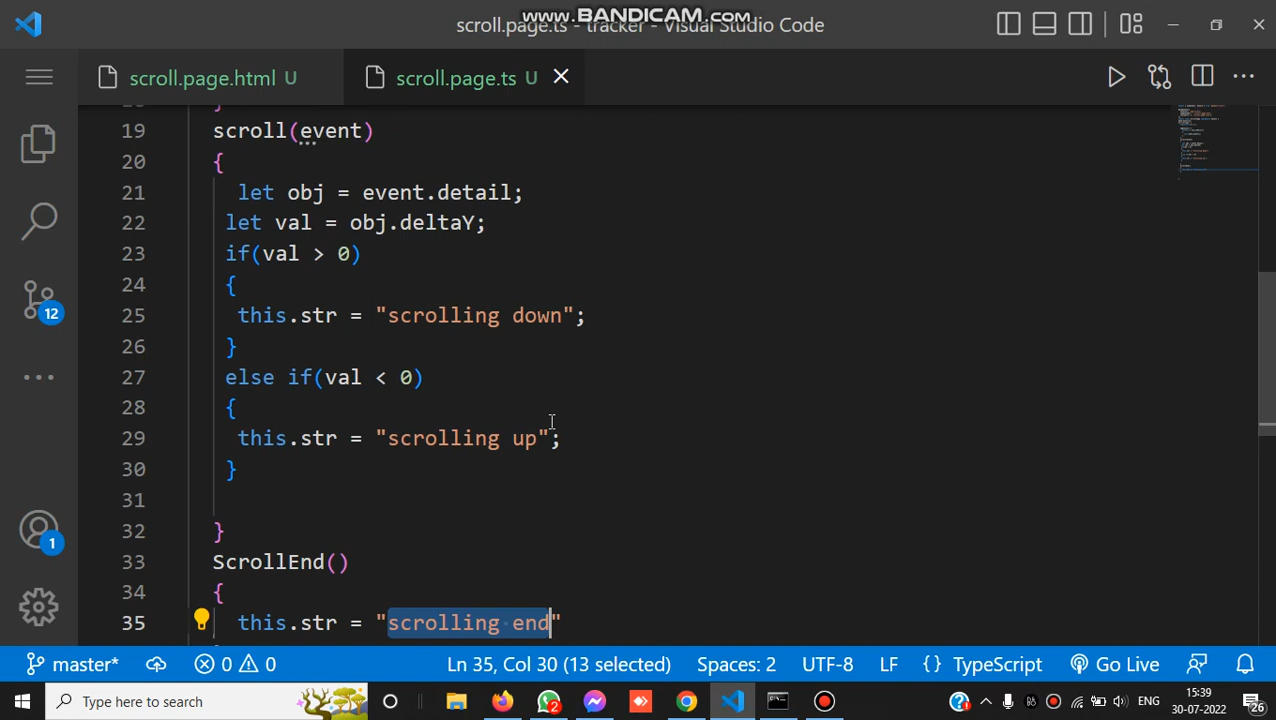 www.BANDICAM.com
scroll.page.ts - tracker - Visual Studio Code
scroll.page.html U
scroll.page.ts U
19 scroll(event)
20 {
21 let obj = event.detail;
22 let val = obj.deltaY;
23 if(val > 0)
24 {
25 this.str = "scrolling down";
26 }
27 else if(val < 0)
28 {
29 this.str = "scrolling up";
30 }
31
32 }
33 ScrollEnd()
34 {
35 this.str = "scrolling end"
12
1
master* 0 0 Ln 35, Col 30 (13 selected) Spaces: 2 UTF-8 LF {} TypeScript Go Live
Type here to search
2
ENG
15:39
30-07-2022
26